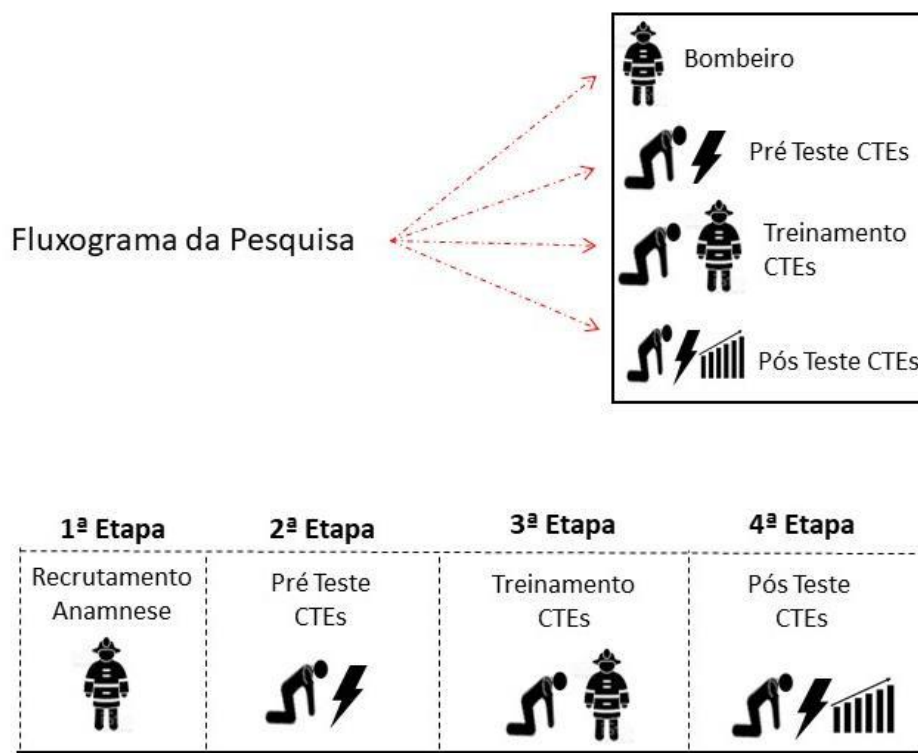 Bombeiro
Pré Teste CTEs
Fluxograma da Pesquisa
Treinamento
CTEs
Pós Teste CTEs
1ª Etapa
2ª Etapa
3ª Etapa
4ª Etapa
Recrutamento
Anamnese
Pré Teste
CTEs
Treinamento
CTEs
Pós Teste
CTEs